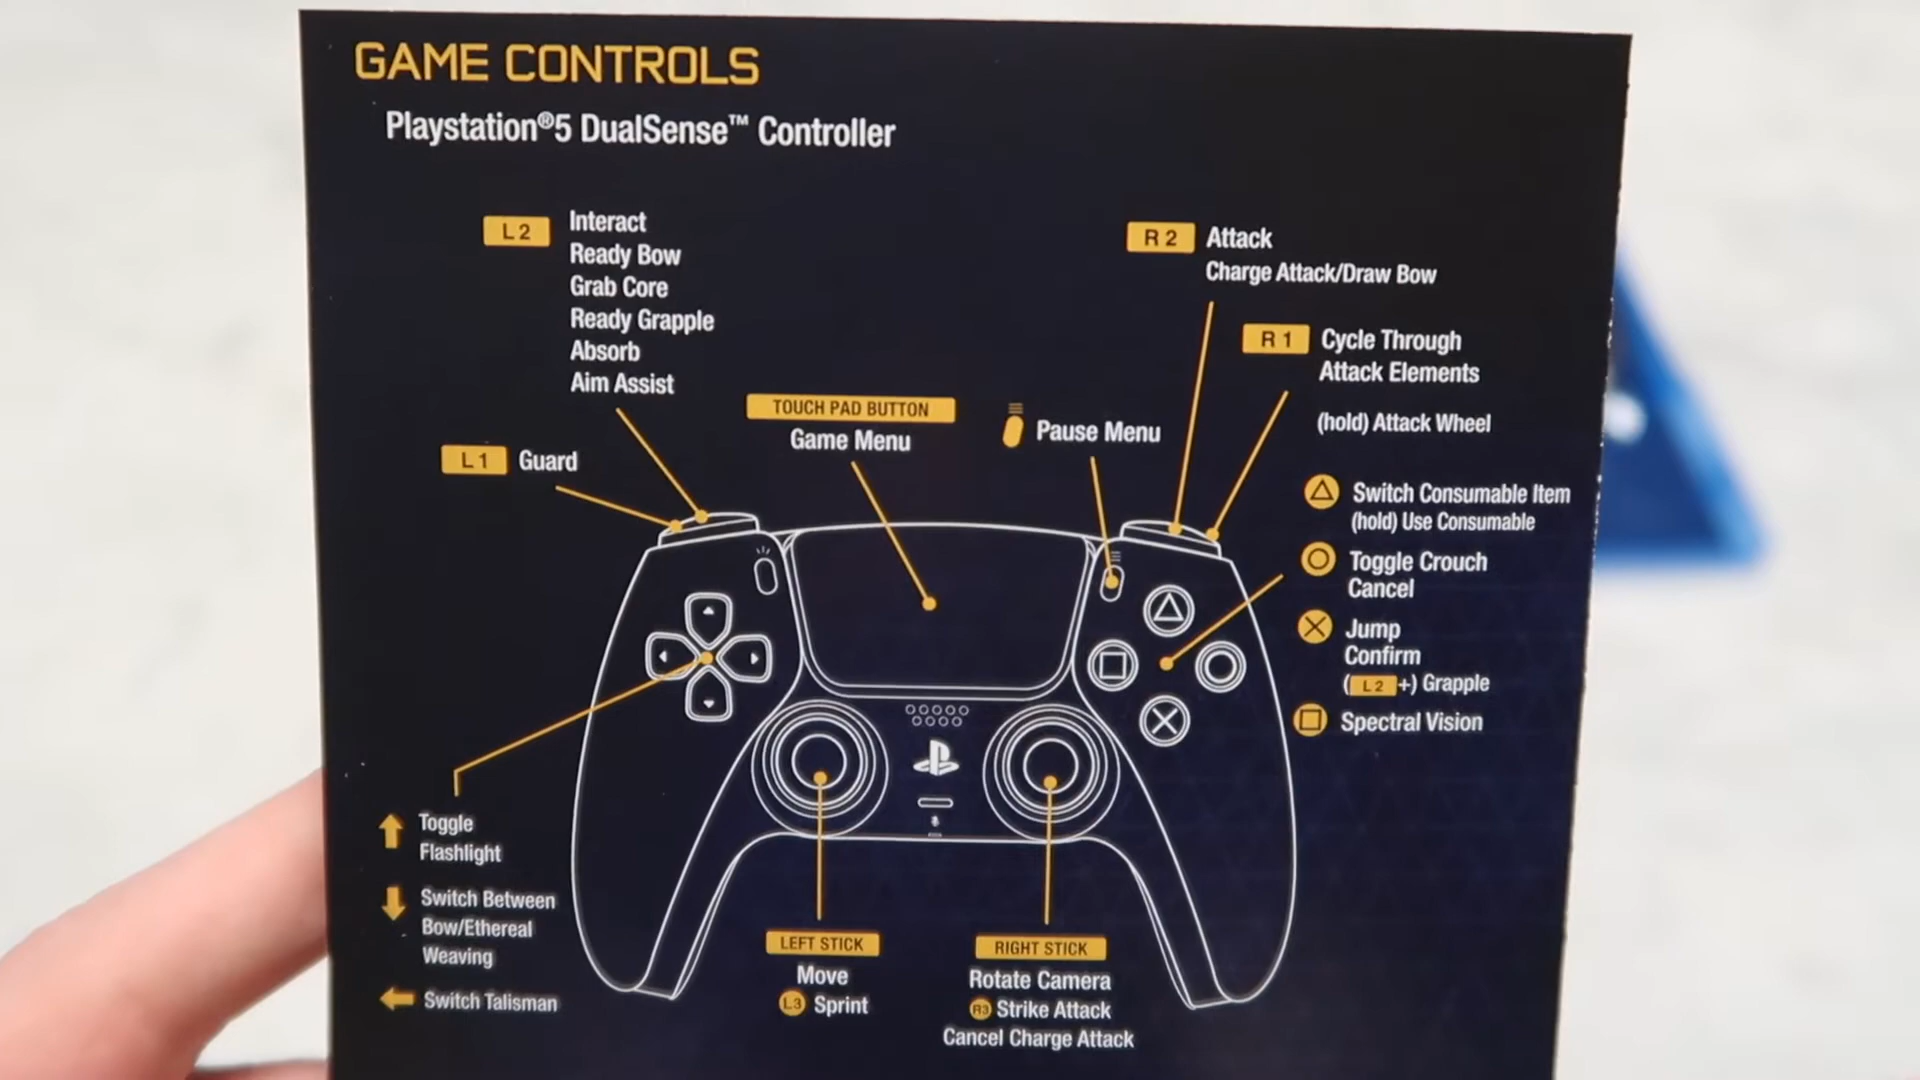 GAME CONTROLS
Playstation®5 DualSense™ Controller
L2 Interact
Ready Bow
Grab Core
Ready Grapple
Absorb
Aim Assist
L1 Guard
TOUCH PAD BUTTON
Game Menu
Pause Menu
R2 Attack
Charge Attack/Draw Bow
R1 Cycle Through
Attack Elements
(hold) Attack Wheel
Switch Consumable Item
(hold) Use Consumable
Toggle Crouch
Cancel
Jump
Confirm
(L2+) Grapple
Spectral Vision
Toggle
Flashlight
Switch Between
Bow/Ethereal
Weaving
Switch Talisman
LEFT STICK
Move
L3 Sprint
RIGHT STICK
Rotate Camera
R3 Strike Attack
Cancel Charge Attack